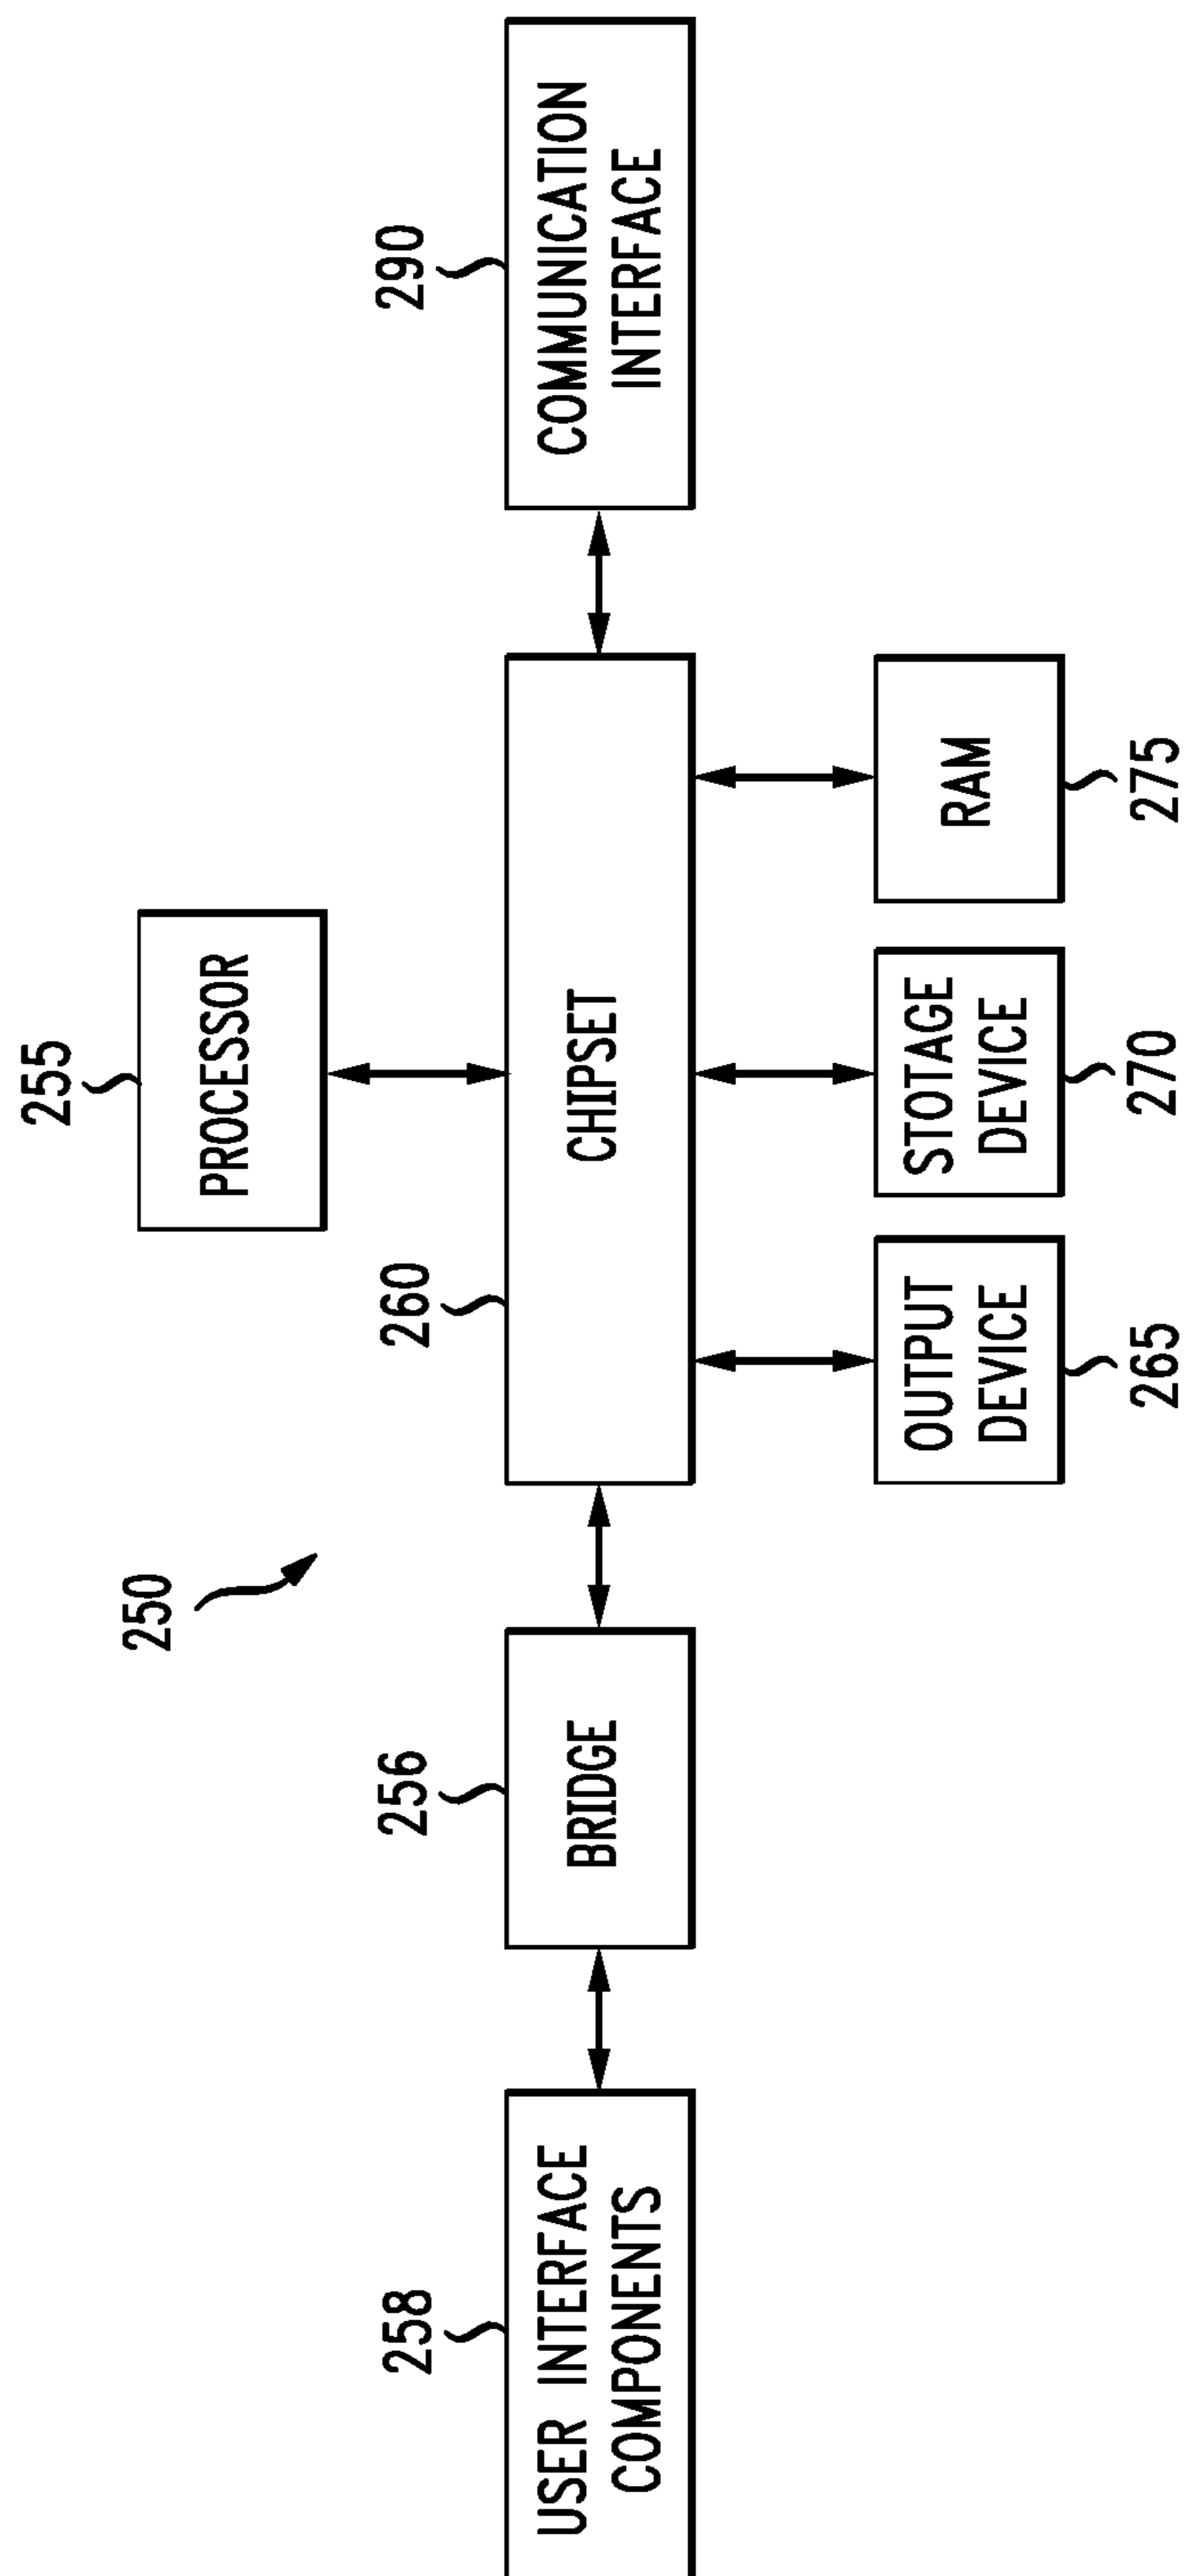 255
PROCESSOR
250
258
USER INTERFACE
COMPONENTS
256
BRIDGE
260
CHIPSET
290
COMMUNICATION
INTERFACE
OUTPUT
DEVICE
265
STOTAGE
DEVICE
270
RAM
275